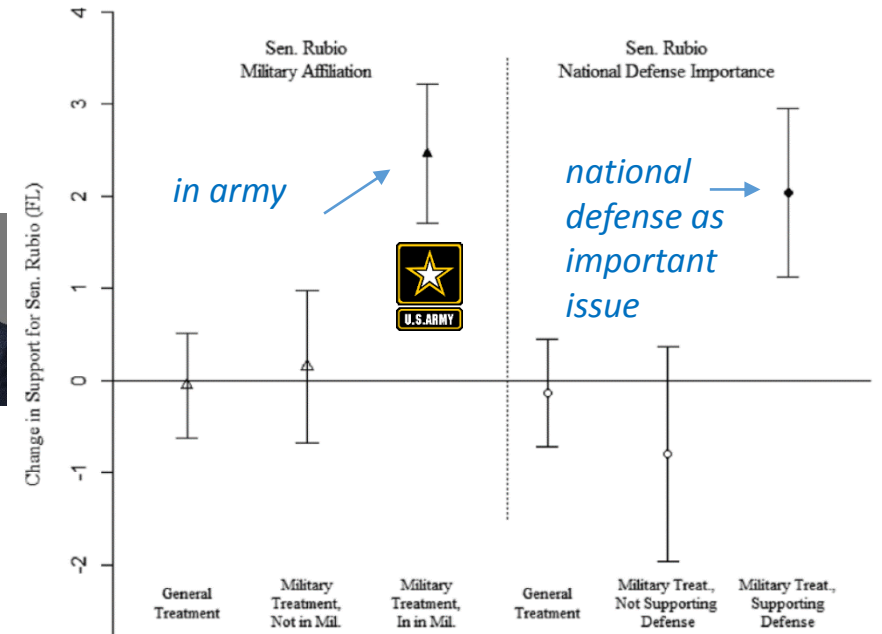 Sen. Rubio
Military Affiliation
Sen. Rubio
National Defense Importance
Change in Support for Sen. Rubio (FL)
4
3
2
1
0
-1
-2
in army
national
defense as
important
issue
U.S.ARMY
General
Treatment
Military
Treatment,
Not in Mil.
Military
Treatment,
In in Mil.
General
Treatment
Military Treat.,
Not Supporting
Defense
Military Treat.,
Supporting
Defense